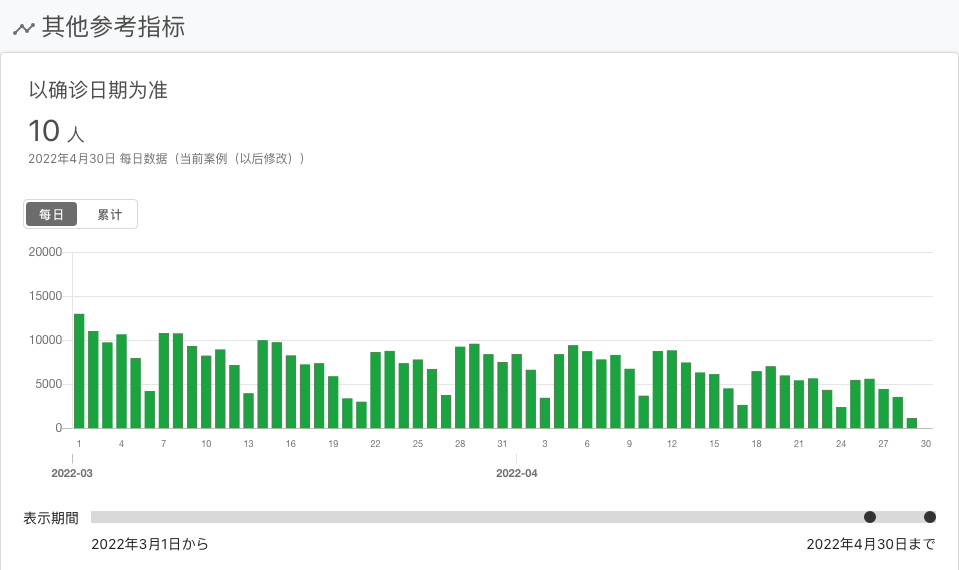 其他参考指标
以确诊日期为准
10 人
2022年4月30日 每日数据（当前案例（以后修改））
每日 累计
20000
15000
10000
5000
0
1 4 7 10 13 16 19 22 25 28 31 3 6 9 12 15 18 21 24 27 30
2022-03 2022-04
表示期間
2022年3月1日から 2022年4月30日まで